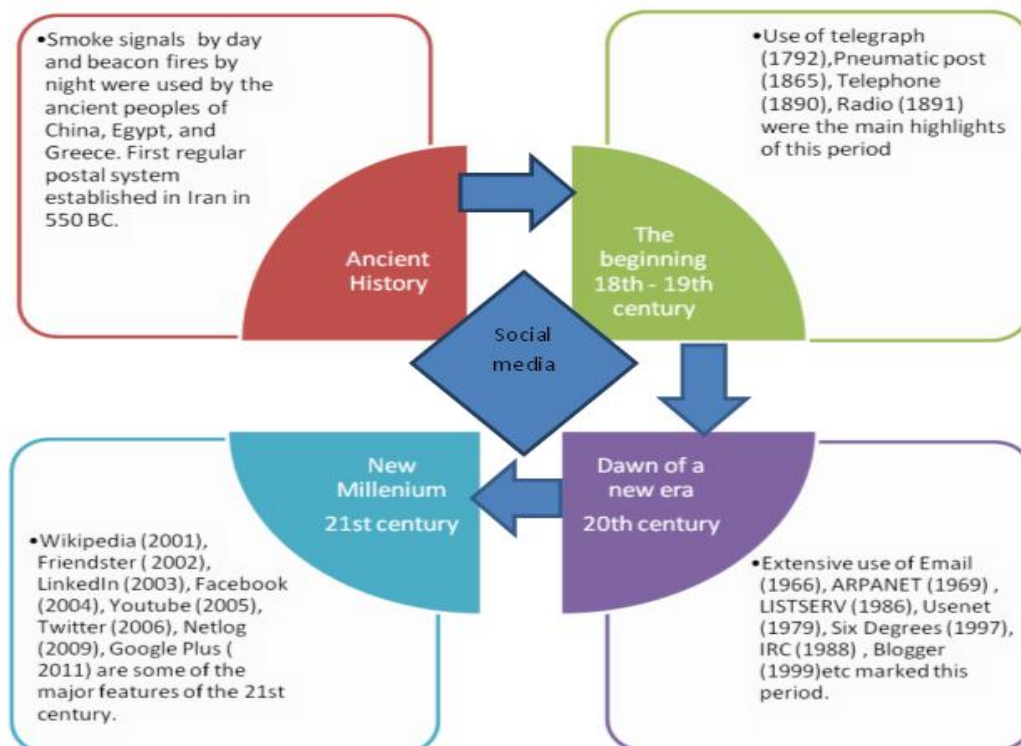 •Smoke signals by day
and beacon fires by
night were used by the
ancient peoples of
China, Egypt, and
Greece. First regular
postal system
established in Iran in
550 BC.
Ancient
History
•Use of telegraph
(1792),Pneumatic post
(1865), Telephone
(1890), Radio (1891)
were the main highlights
of this period
The
beginning
18th - 19th
century
Social
media
New
Millenium
21st century
•Wikipedia (2001),
Friendster ( 2002),
LinkedIn (2003), Facebook
(2004), Youtube (2005),
Twitter (2006), Netlog
(2009), Google Plus (
2011) are some of the
major features of the 21st
century.
Dawn of a
new era
20th century
•Extensive use of Email
(1966), ARPANET (1969) ,
LISTSERV (1986), Usenet
(1979), Six Degrees (1997),
IRC (1988) , Blogger
(1999)etc marked this
period.